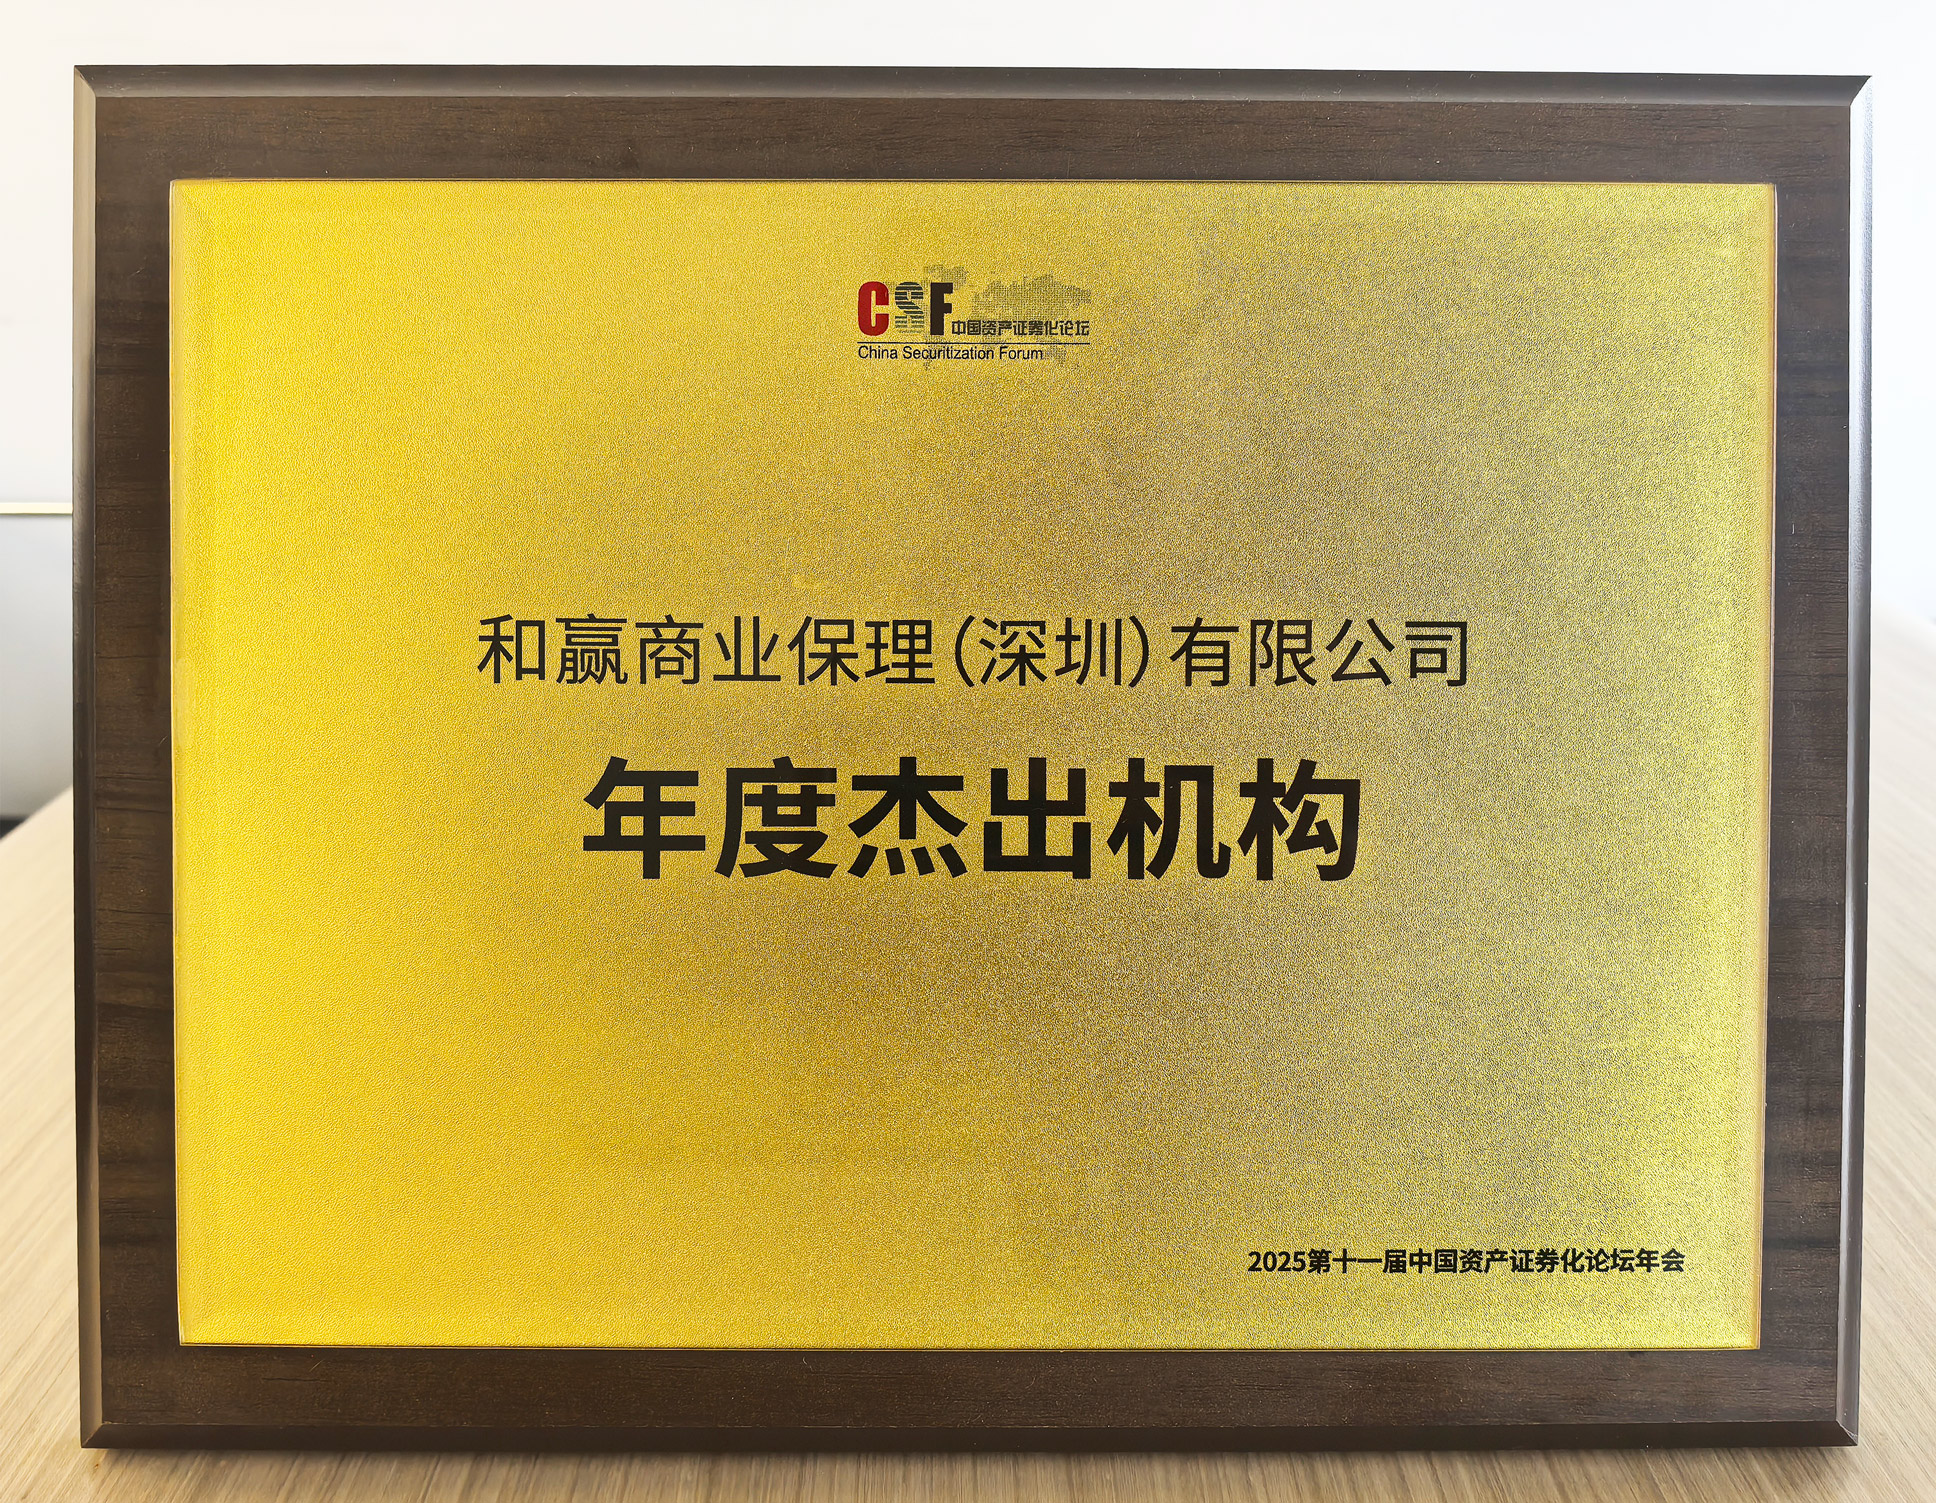 CSF中国资产证券化论坛
China Securitization Forum
和赢商业保理（深圳）有限公司
年度杰出机构
2025第十一届中国资产证券化论坛年会